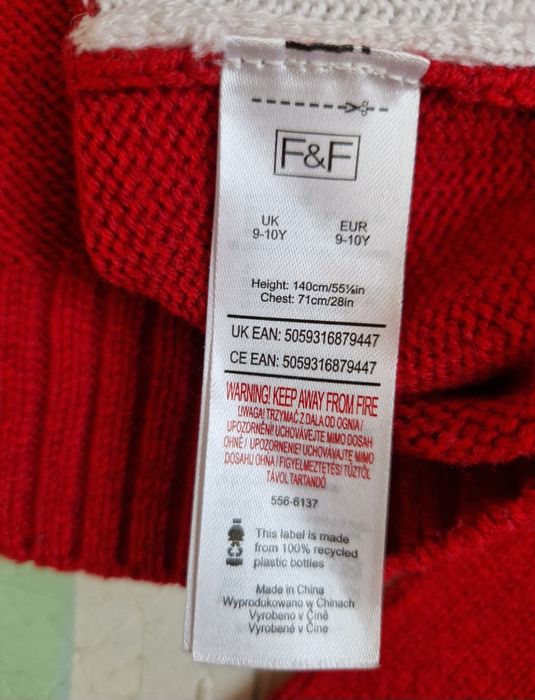 F&F
UK EUR
9-10Y 9-10Y
Height: 140cm/55⅛in
Chest: 71cm/28in
UK EAN: 5059316879447
CE EAN: 5059316879447
WARNING! KEEP AWAY FROM FIRE
UWAGA! TRZYMAĆ Z DALA OD OGNIA /
UPOZORNĚNÍ! UCHOVÁVEJTE MIMO DOSAH
OHNĚ / UPOZORNENIE! UCHOVÁVAJTE MIMO
DOSAHU OHŇA / FIGYELMEZTETÉS! TŰZTŐL
TÁVOL TARTANDÓ
556-6137
This label is made
from 100% recycled
plastic bottles
Made in China
Wyprodukowano w Chinach
Vyrobeno v Číně
Vyrobené v Číne